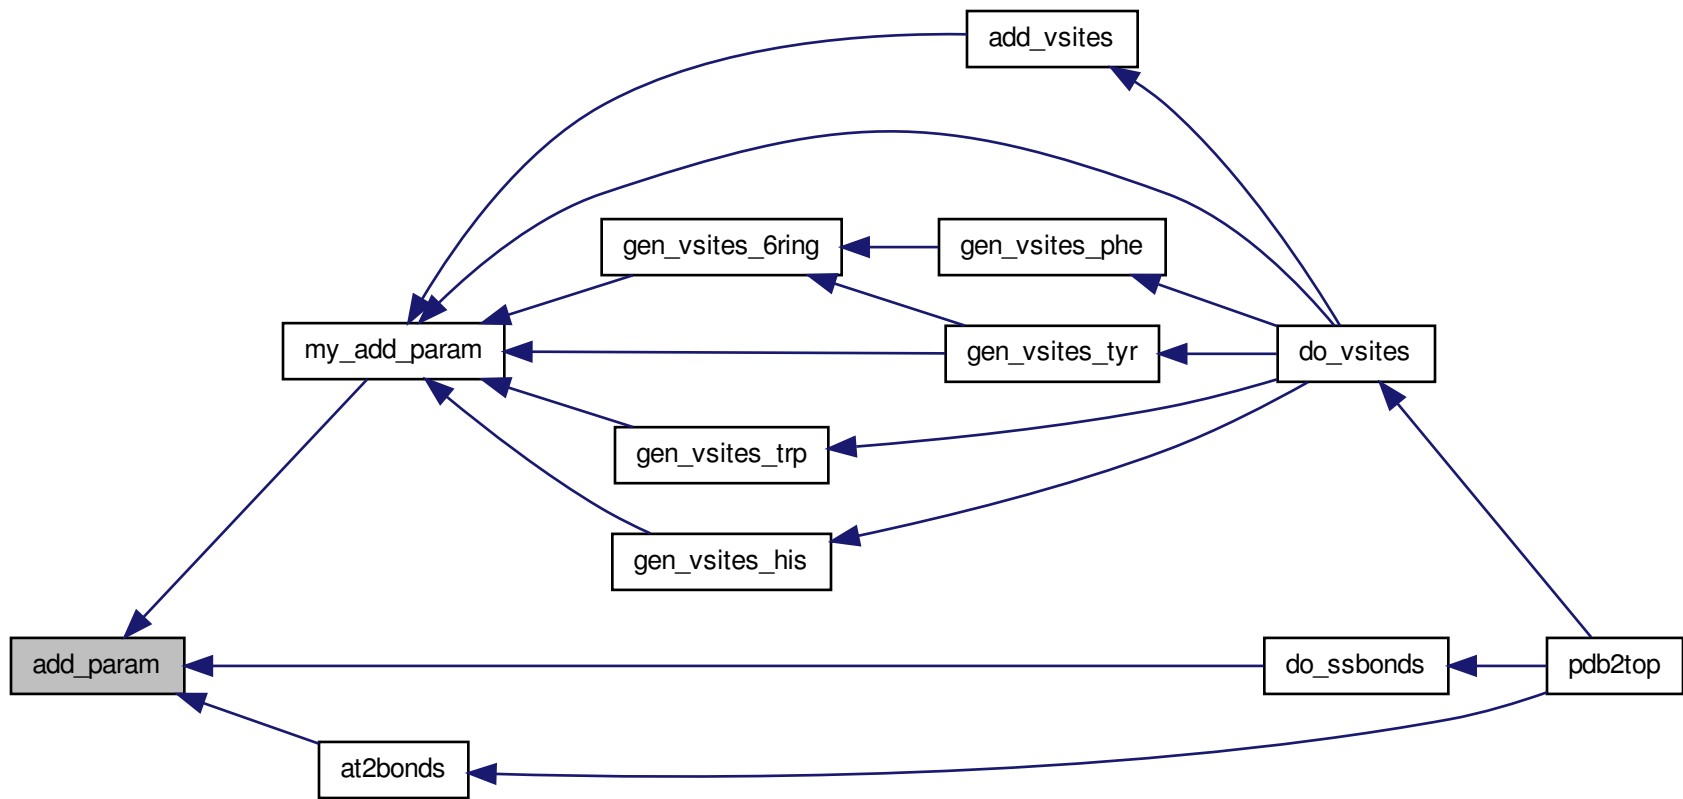 add_vsites
gen_vsites_6ring
gen_vsites_phe
my_add_param
gen_vsites_tyr
do_vsites
gen_vsites_trp
gen_vsites_his
add_param
do_ssbonds
pdb2top
at2bonds